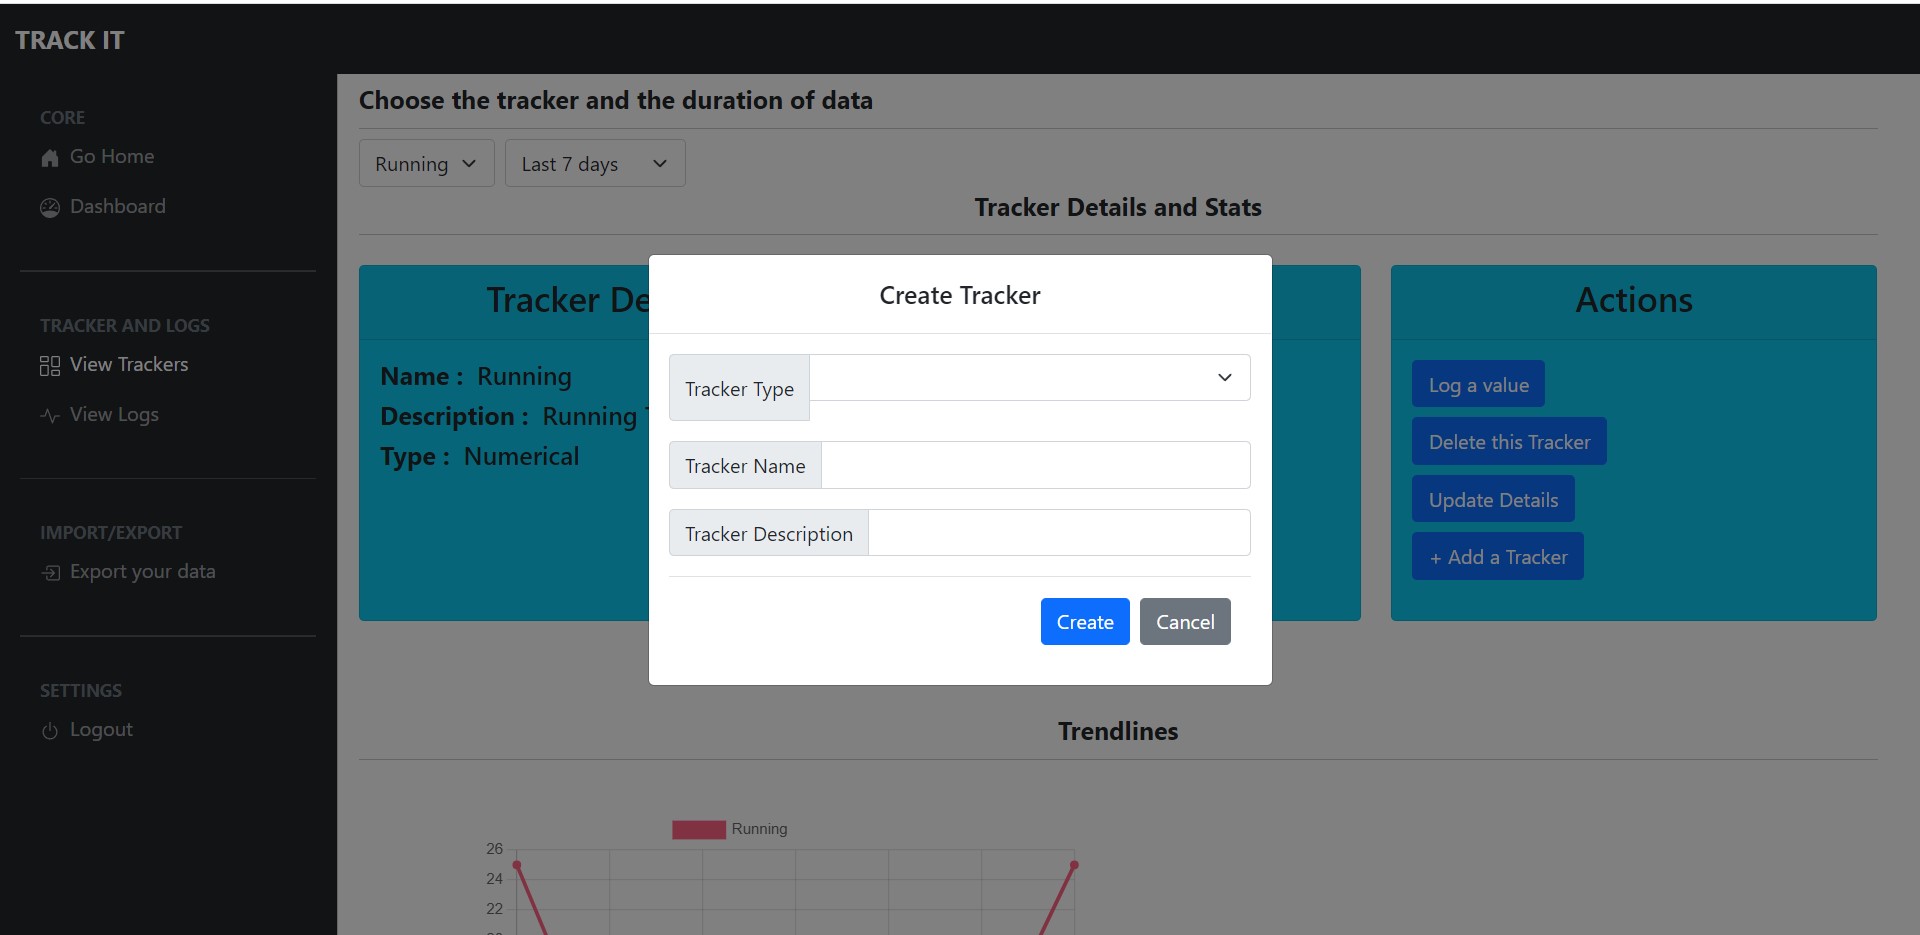 TRACK IT
CORE
Go Home
Dashboard
TRACKER AND LOGS
View Trackers
View Logs
IMPORT/EXPORT
Export your data
SETTINGS
Logout
Choose the tracker and the duration of data
Running
Last 7 days
Tracker Details and Stats
Tracker De
Name : Running
Description : Running
Type : Numerical
Create Tracker
Tracker Type
Tracker Name
Tracker Description
Create
Cancel
Actions
Log a value
Delete this Tracker
Update Details
+ Add a Tracker
Trendlines
Running
26
24
22